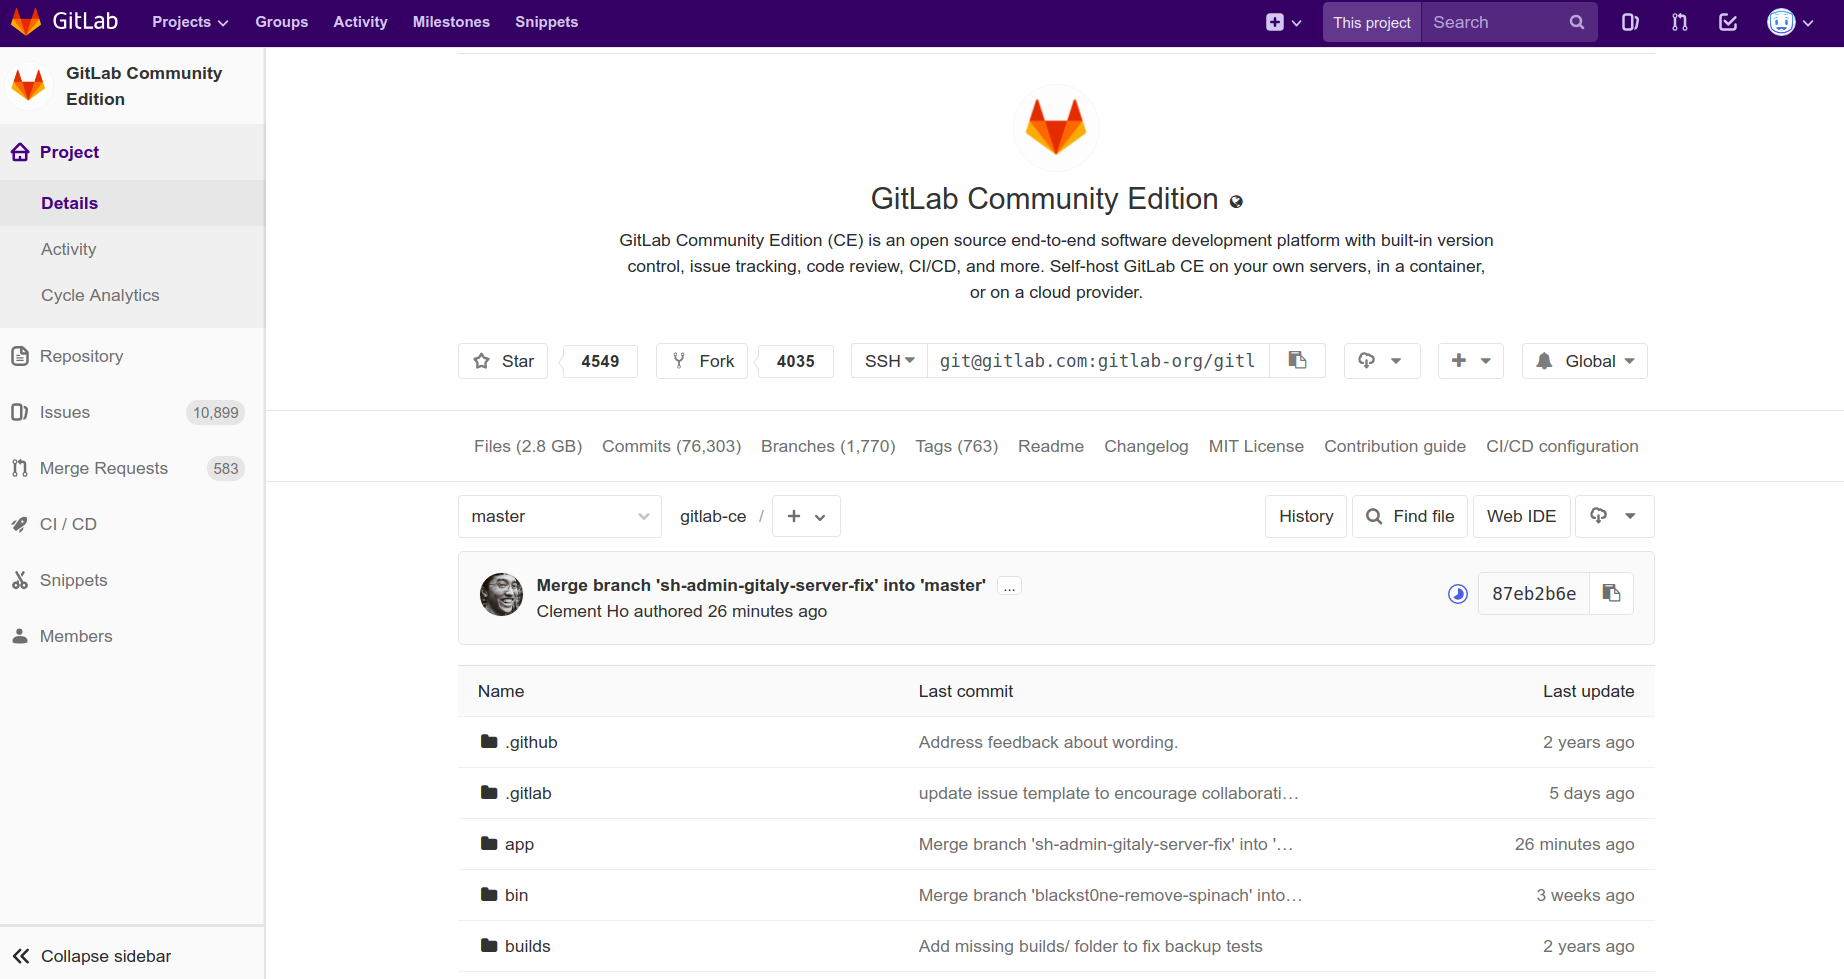 GitLab Projects Groups Activity Milestones Snippets This project Search
GitLab Community
Edition
Project
Details
Activity
Cycle Analytics
Repository
Issues 10,899
Merge Requests 583
CI / CD
Snippets
Members
Collapse sidebar
GitLab Community Edition
GitLab Community Edition (CE) is an open source end-to-end software development platform with built-in version
control, issue tracking, code review, CI/CD, and more. Self-host GitLab CE on your own servers, in a container,
or on a cloud provider.
Star 4549 Fork 4035 SSH git@gitlab.com:gitlab-org/gitl Global
Files (2.8 GB) Commits (76,303) Branches (1,770) Tags (763) Readme Changelog MIT License Contribution guide CI/CD configuration
master gitlab-ce / + History Find file Web IDE
Merge branch 'sh-admin-gitaly-server-fix' into 'master' ...
Clement Ho authored 26 minutes ago
87eb2b6e
Name Last commit Last update
.github Address feedback about wording. 2 years ago
.gitlab update issue template to encourage collaborati… 5 days ago
app Merge branch 'sh-admin-gitaly-server-fix' into '… 26 minutes ago
bin Merge branch 'blackst0ne-remove-spinach' into… 3 weeks ago
builds Add missing builds/ folder to fix backup tests 2 years ago